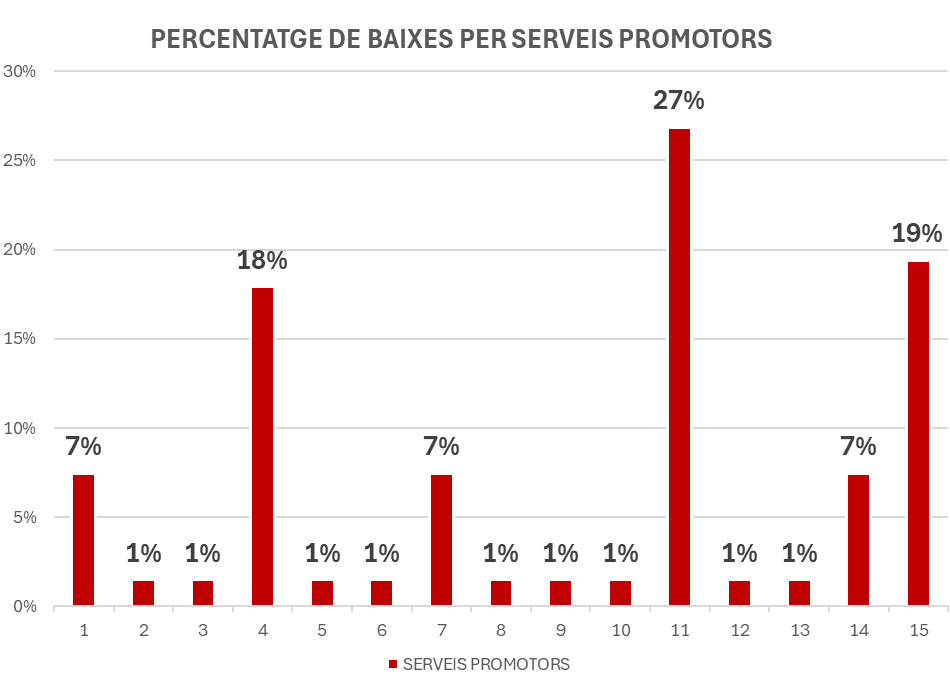 PERCENTATGE DE BAIXES PER SERVEIS PROMOTORS
30%
27%
25%
19%
20%
18%
15%
10%
7% 7% 7%
5%
1% 1% 1% 1% 1% 1% 1% 1% 1%
0%
1 2 3 4 5 6 7 8 9 10 11 12 13 14 15
SERVEIS PROMOTORS